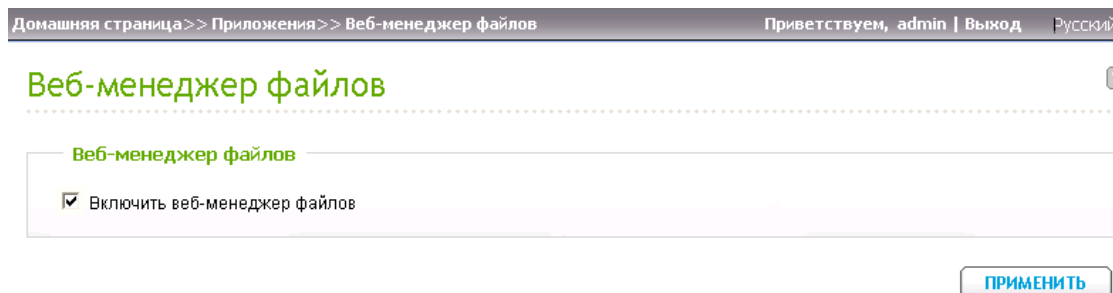 Домашняя страница>> Приложения>> Веб-менеджер файлов Приветствуем, admin | Выход Русский
Веб-менеджер файлов
Веб-менеджер файлов
Включить веб-менеджер файлов
ПРИМЕНИТЬ